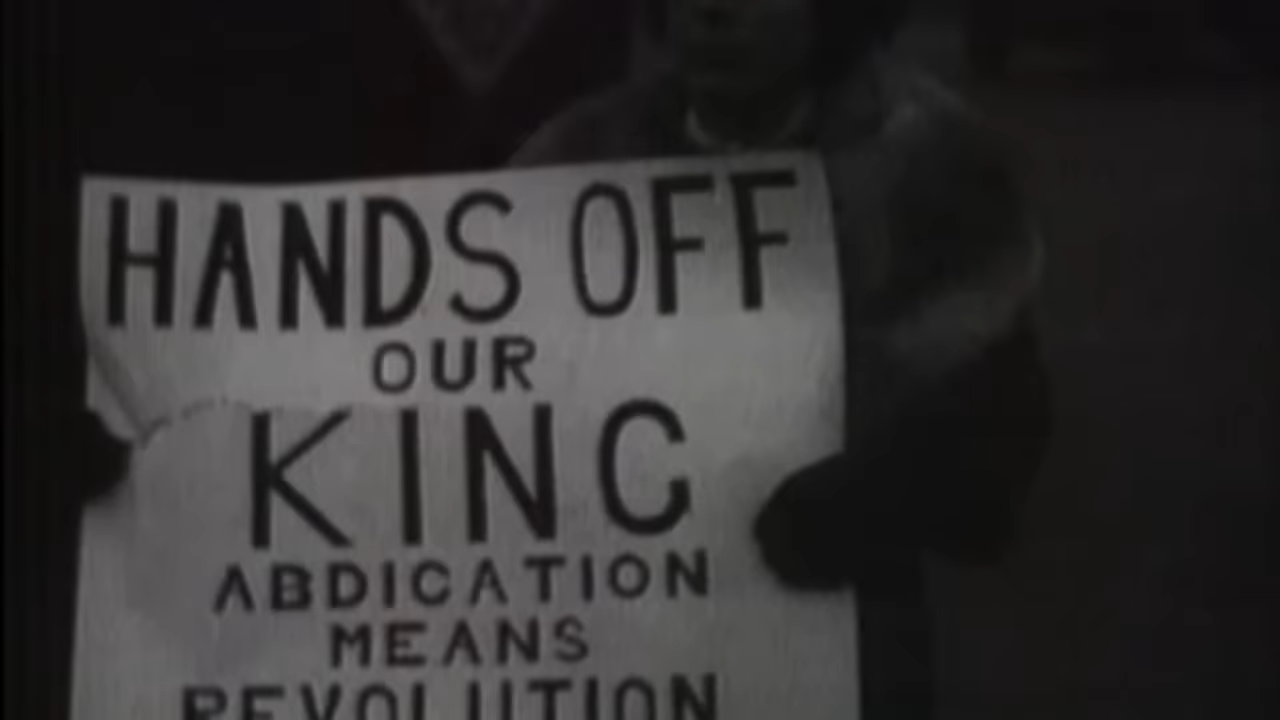 HANDS OFF
OUR
KING
ABDICATION
MEANS
REVOLUTION